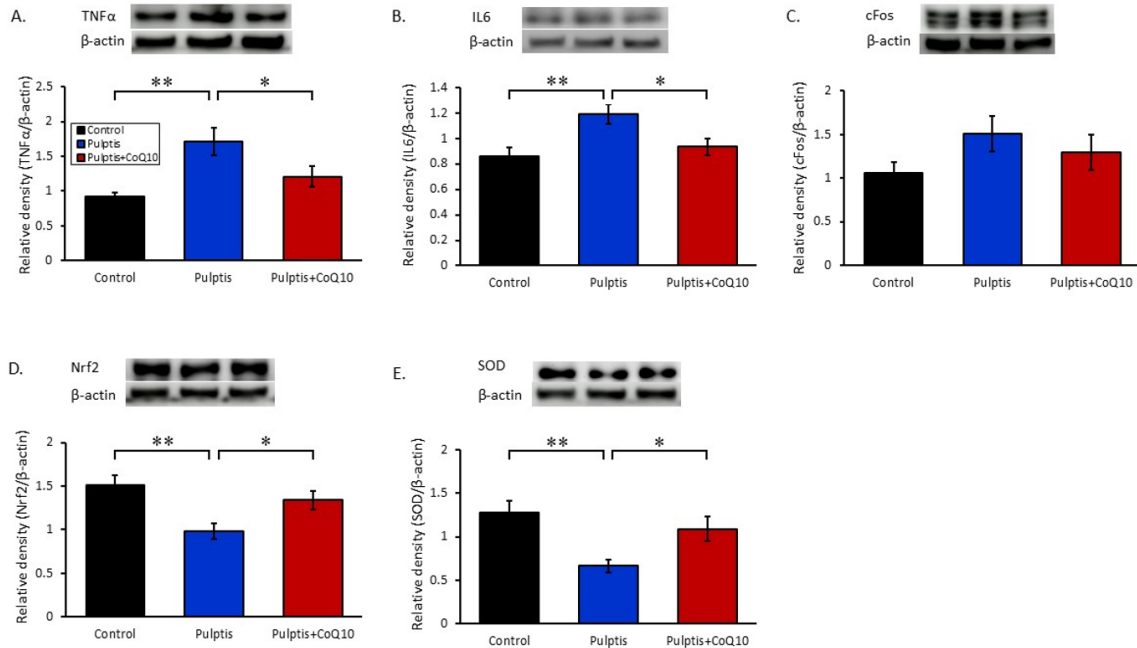 A.
TNFα
β-actin
Relative density (TNFα/β-actin)
2.5
2
1.5
1
0.5
0
** *
Control
Pulptis
Pulptis+CoQ10
Control Pulptis Pulptis+CoQ10
B.
IL6
β-actin
Relative density (IL6/β-actin)
1.4
1.2
1
0.8
0.6
0.4
0.2
0
** *
Control Pulptis Pulptis+CoQ10
C.
cFos
β-actin
Relative density (cFos/β-actin)
2
1.5
1
0.5
0
Control Pulptis Pulptis+CoQ10
D.
Nrf2
β-actin
Relative density (Nrf2/β-actin)
2
1.5
1
0.5
0
** *
Control Pulptis Pulptis+CoQ10
E.
SOD
β-actin
Relative density (SOD/β-actin)
2
1.5
1
0.5
0
** *
Control Pulptis Pulptis+CoQ10